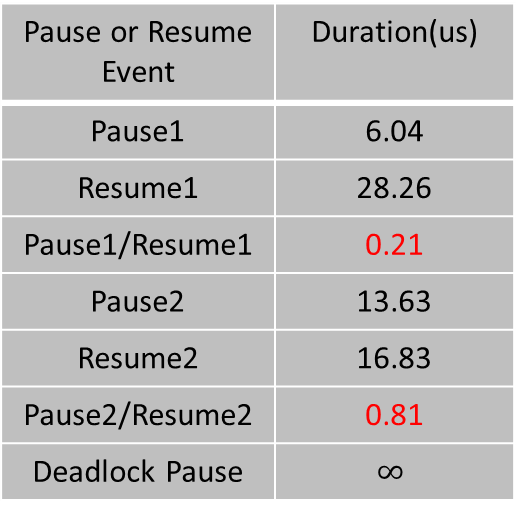 Pause or Resume Duration(us)
Event
Pause1 6.04
Resume1 28.26
Pause1/Resume1 0.21
Pause2 13.63
Resume2 16.83
Pause2/Resume2 0.81
Deadlock Pause ∞